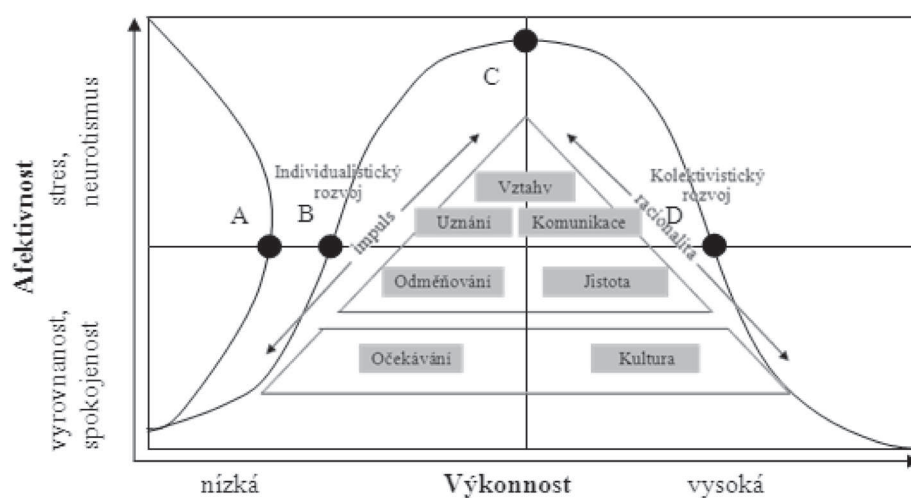 Afektivnost
stres,
neurotismus
vyrovnanost,
spokojenost
A
B
C
D
Individualistický
rozvoj
Kolektivistický
rozvoj
impuls
racionalita
Vztahy
Uznání
Komunikace
Odměňování
Jistota
Očekávání
Kultura
nízká
Výkonnost
vysoká